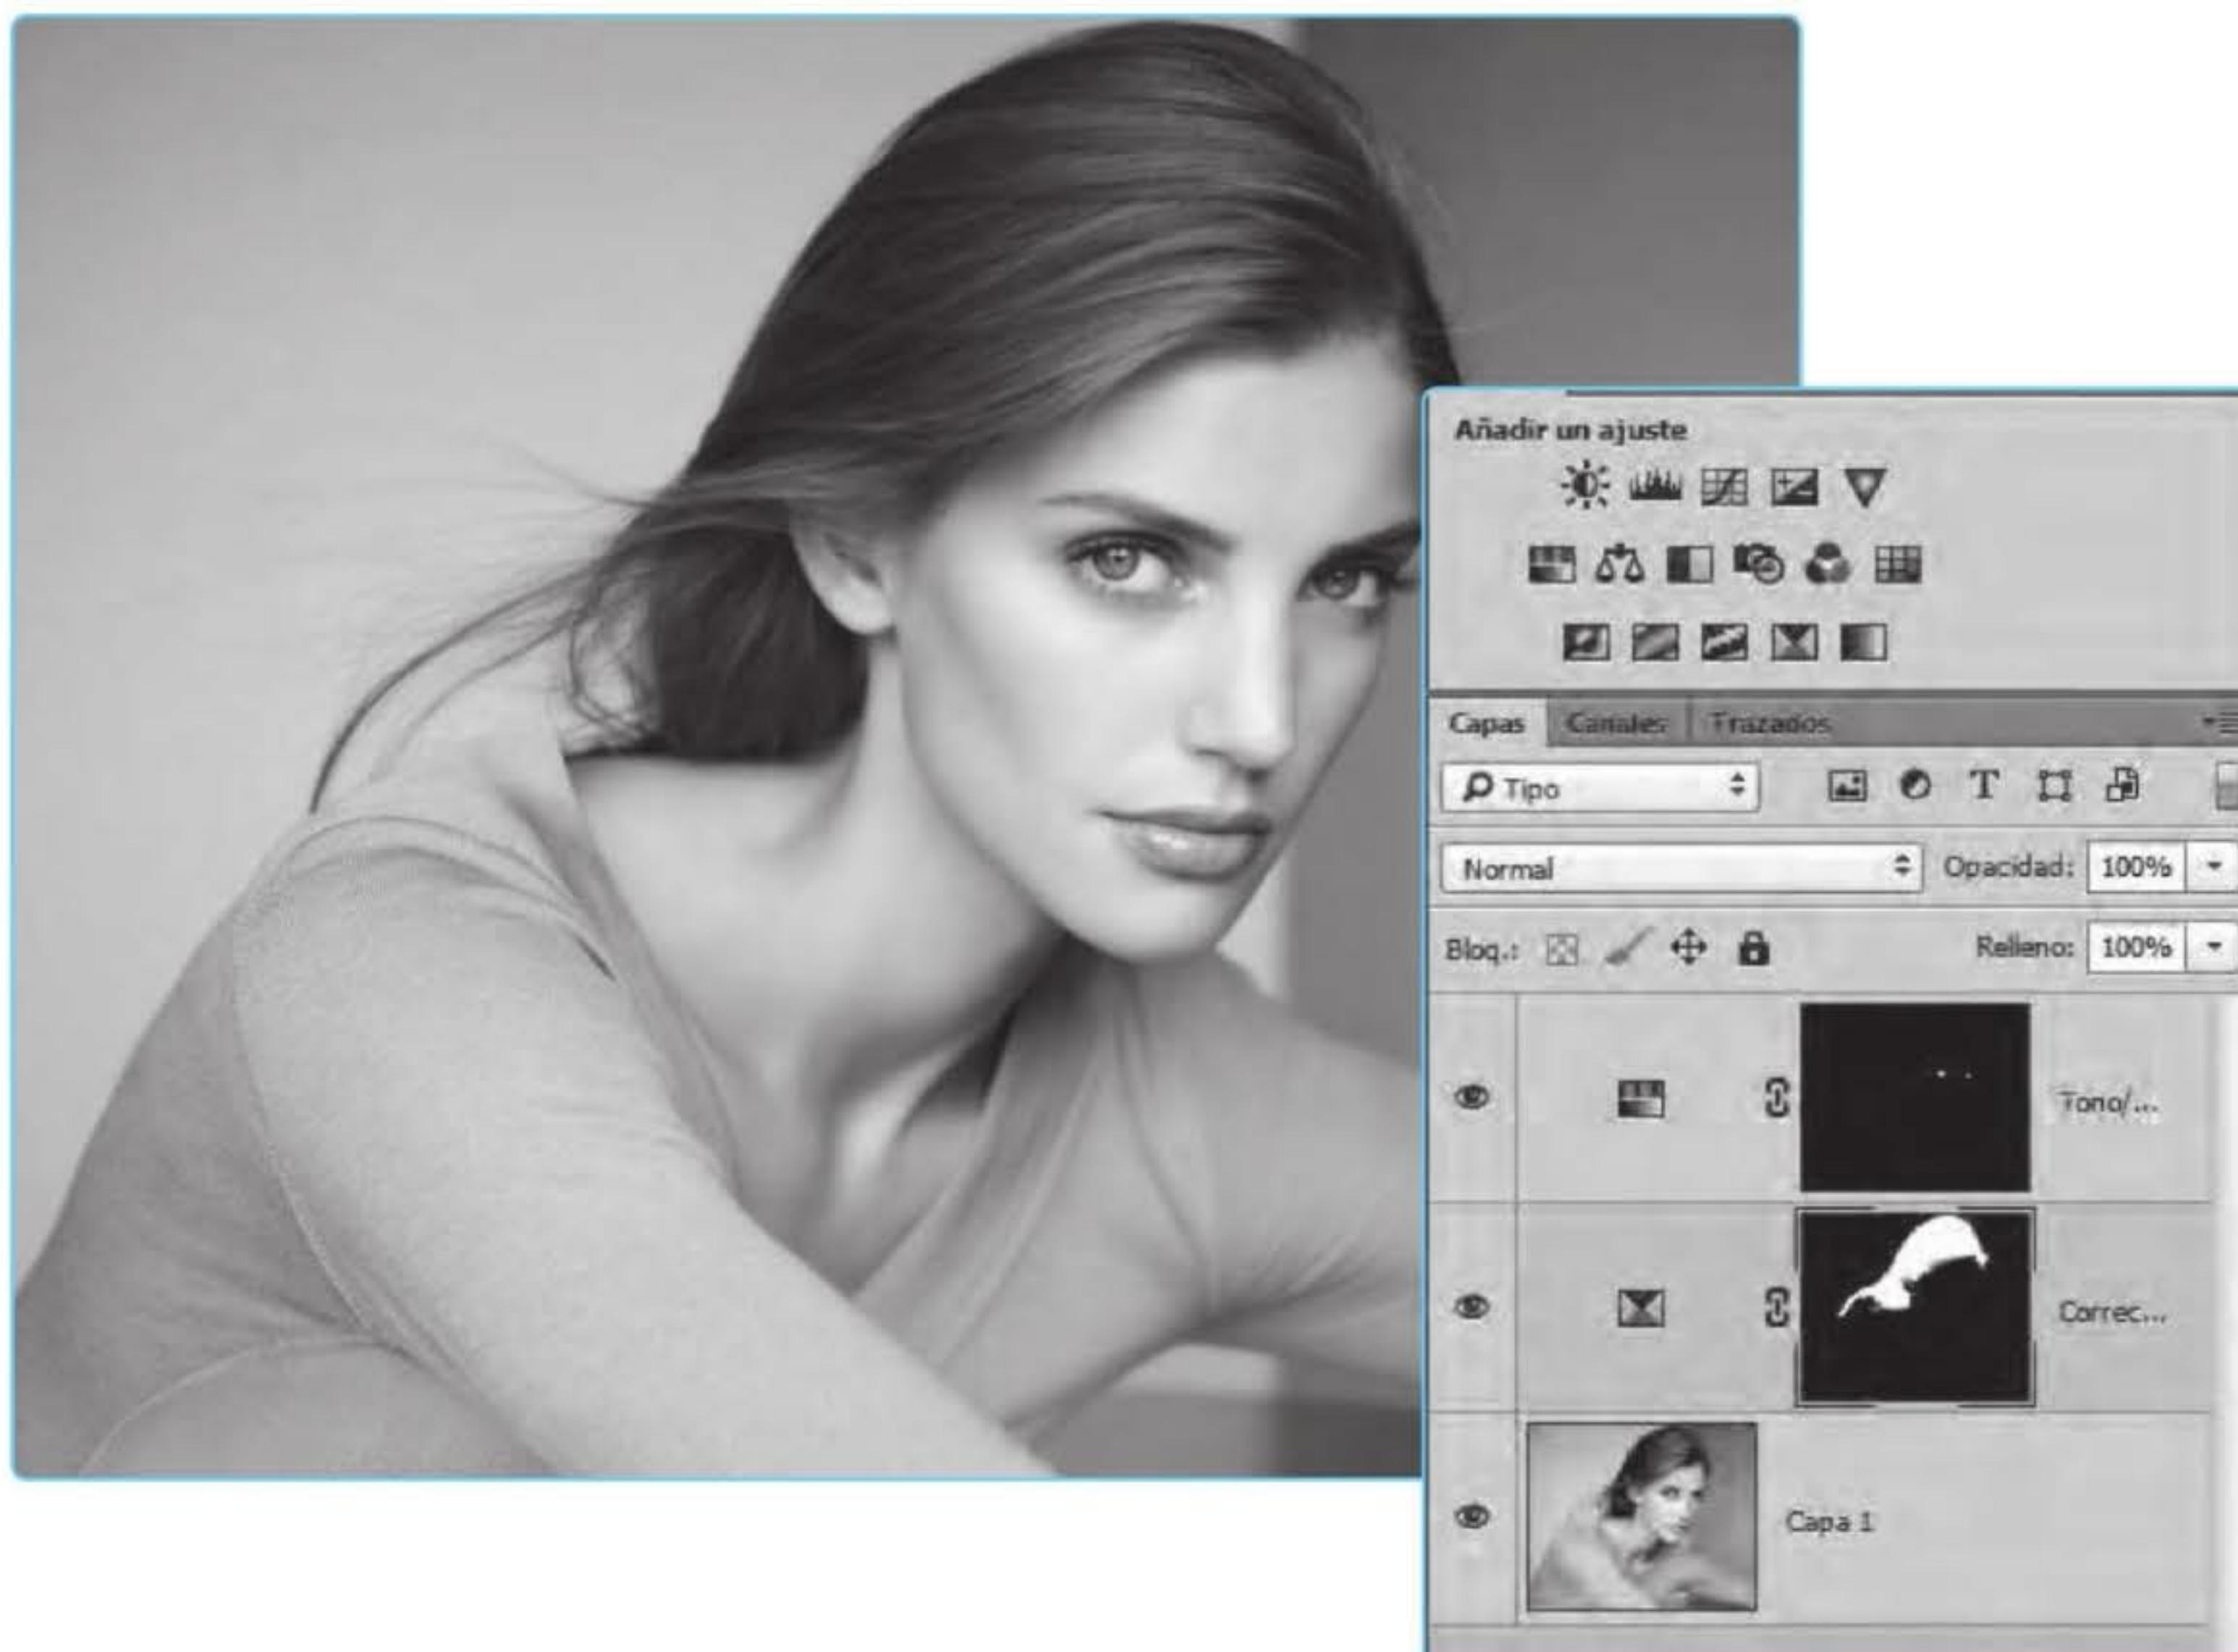 Añadir un ajuste
Capas Canales Trazados
Tipo
T
Normal Opacidad: 100%
Bloq.: Relleno: 100%
Tono/...
Correc...
Capa 1